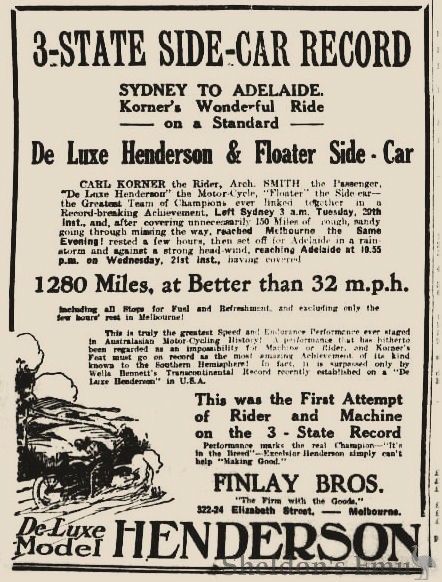 3-STATE SIDE-CAR RECORD
SYDNEY TO ADELAIDE.
Korner's Wonderful Ride
— on a Standard —
De Luxe Henderson & Floater Side-Car
CARL KORNER the Rider, Arch. SMITH the Passenger,
"De Luxe Henderson" the Motor-Cycle, "Floater" the Side car—
the Greatest Team of Champions ever linked together in a
Record-breaking Achievement, Left Sydney 3 a.m. Tuesday, 20th
inst., and, after covering unnecessarily 150 Miles of rough, sandy
going through missing the way, reached Melbourne the Same
Evening! rested a few hours, then set off for Adelaide in a rain-
storm and against a strong head-wind, reaching Adelaide at 10.55
p.m. on Wednesday, 21st inst., having covered
1280 Miles, at Better than 32 m.p.h.
including all Stops for Fuel and Refreshment, and excluding only the
few hours' rest in Melbourne!
This is truly the greatest Speed and Endurance Performance ever staged
in Australasian Motor-Cycling History! A performance that has hitherto
been regarded as an impossibility for Machine or Rider, and Korner's
Feat must go on record as the most amazing Achievement of its kind
known to the Southern Hemisphere! In fact, it is surpassed only by
Wells Bennett's Transcontinental Record recently established on a "De
Luxe Henderson" in U.S.A.
This was the First Attempt
of Rider and Machine
on the 3 - State Record
Performance marks the real Champion—"It's
in the Breed"—Excelsior Henderson simply can't
help "Making Good."
FINLAY BROS.
"The Firm with the Goods,"
322-24 Elizabeth Street, — Melbourne.
De-Luxe
Model HENDERSON
Sheldon's Emu